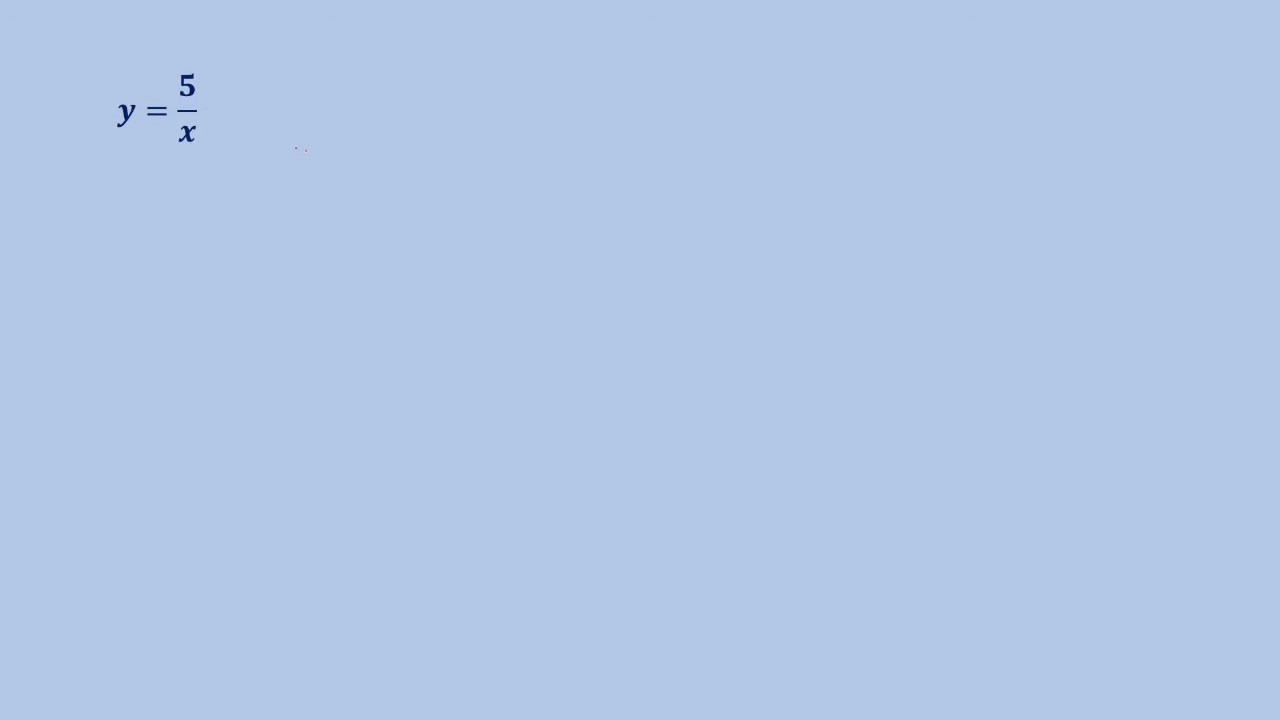 y = 5/x